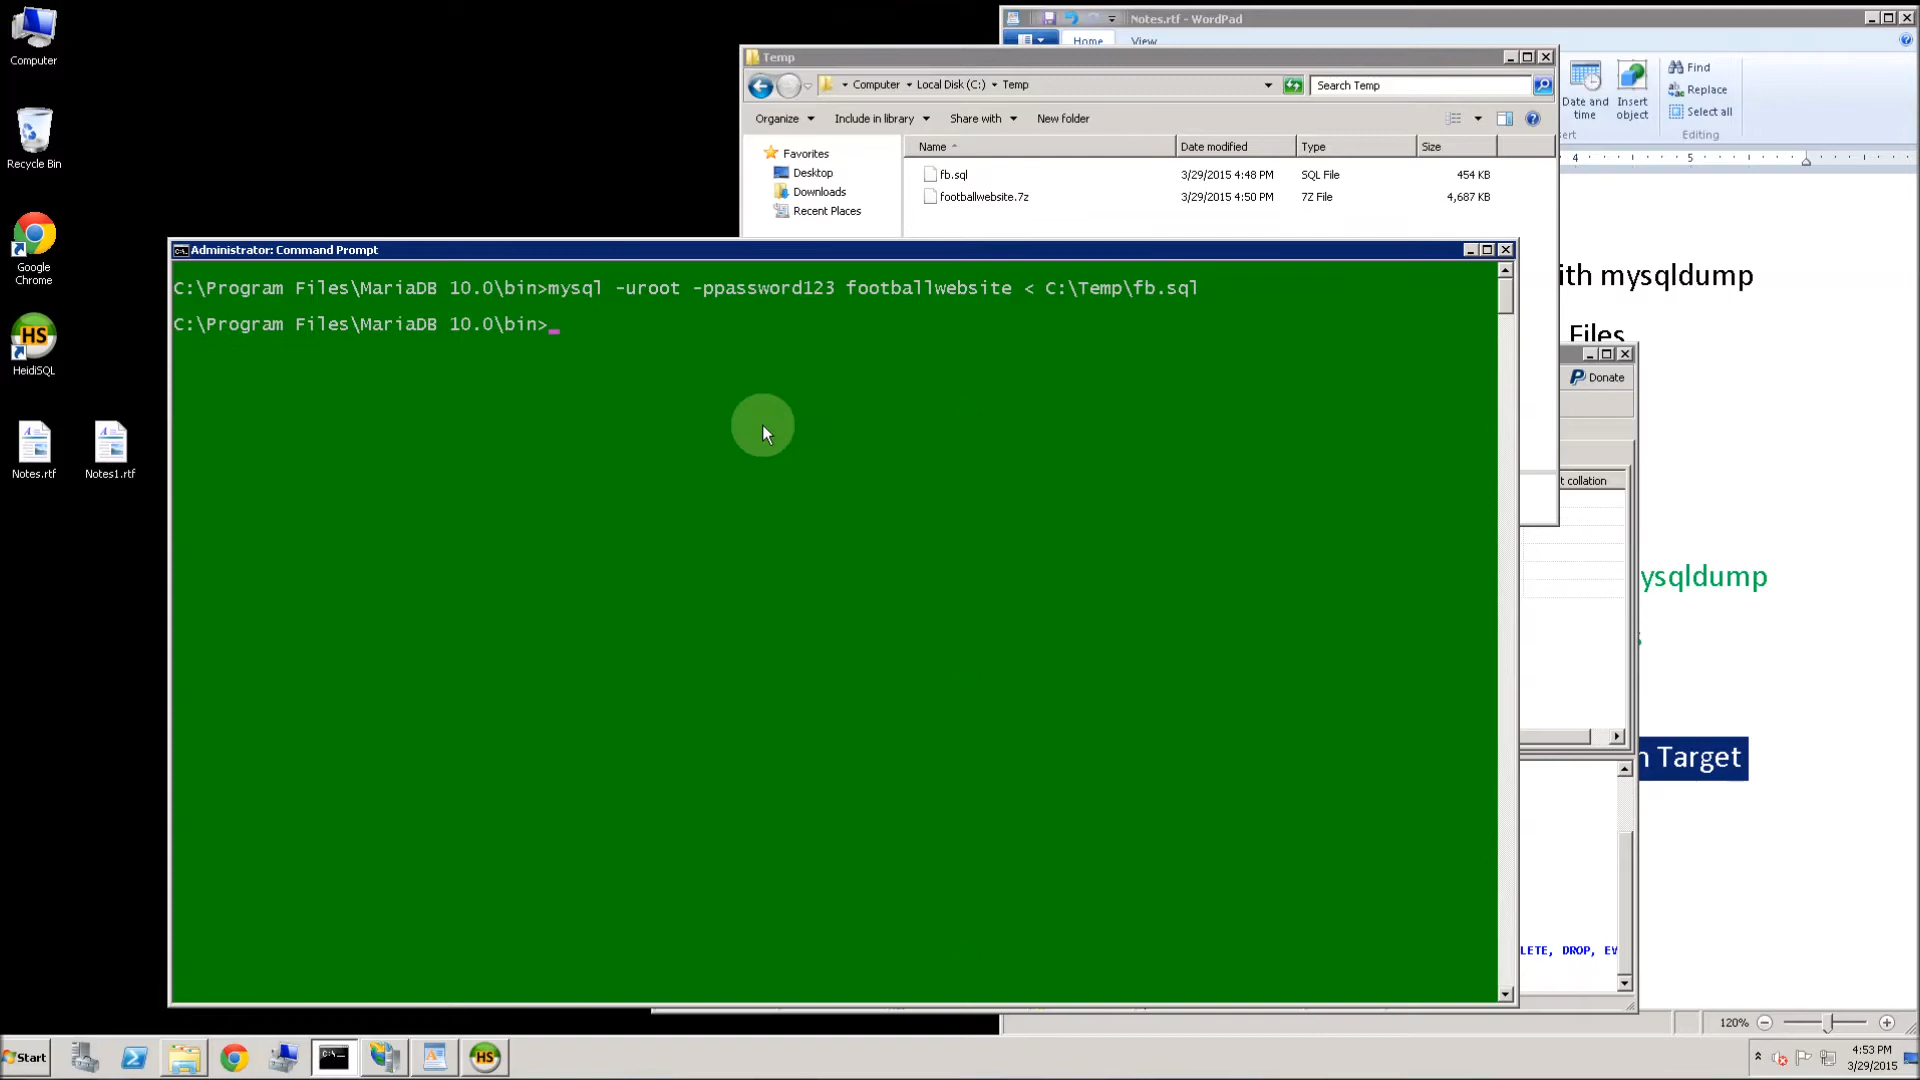 Computer
Recycle Bin
Google
Chrome
HeidiSQL
Notes.rtf
Notes1.rtf
Notes.rtf - WordPad
Home
View
Find
Replace
Select all
Date and
time
Insert
object
Editing
Temp
Computer
Local Disk (C:)
Temp
Search Temp
Organize
Include in library
Share with
New folder
Favorites
Desktop
Downloads
Recent Places
Name
Date modified
Type
Size
fb.sql
3/29/2015 4:48 PM
SQL File
454 KB
footballwebsite.7z
3/29/2015 4:50 PM
7Z File
4,687 KB
Administrator: Command Prompt
C:\Program Files\MariaDB 10.0\bin>mysql -uroot -ppassword123 footballwebsite < C:\Temp\fb.sql
C:\Program Files\MariaDB 10.0\bin>
ith mysqldump
Files
Donate
t collation
ysqldump
Target
LETE, DROP, EV
120%
Start
HS
4:53 PM
3/29/2015